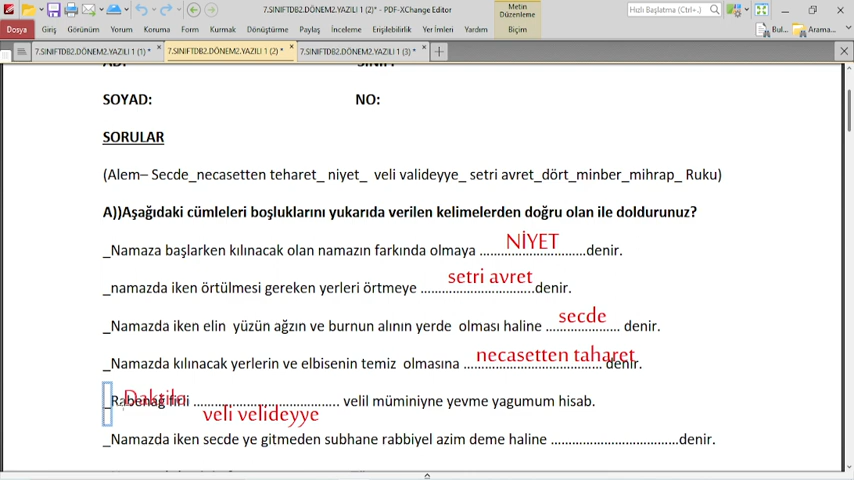 7.SINIFTDB2.DÖNEM2.YAZILI 1 (2)* - PDF-XChange Editor
Metin Düzenleme
Hızlı Başlatma (Ctrl+.)
Dosya Giriş Görünüm Yorum Koruma Form Kırmak Dönüştürme Paylaş İnceleme Erişilebilirlik Yer İmleri Yardım Biçim Bul... Arama...
7.SINIFTDB2.DÖNEM2.YAZILI 1 (1) * 7.SINIFTDB2.DÖNEM2.YAZILI 1 (2) * 7.SINIFTDB2.DÖNEM2.YAZILI 1 (3) *
SOYAD: NO:
SORULAR
(Alem– Secde_necasetten teharet_ niyet_ veli valideyye_ setri avret_dört_minber_mihrap_ Ruku)
A))Aşağıdaki cümleleri boşluklarını yukarıda verilen kelimelerden doğru olan ile doldurunuz?
_Namaza başlarken kılınacak olan namazın farkında olmaya ...NİYET...denir.
_namazda iken örtülmesi gereken yerleri örtmeye ...setri avret...denir.
_Namazda iken elin yüzün ağzın ve burnun alının yerde olması haline ...secde... denir.
_Namazda kılınacak yerlerin ve elbisenin temiz olmasına ...necasetten taharet... denir.
Daktilo
_Rabenağfirli ................................... velil müminiyne yevme yagumum hisab.
veli velideyye
_Namazda iken secde ye gitmeden subhane rabbiyel azim deme haline ................................denir.